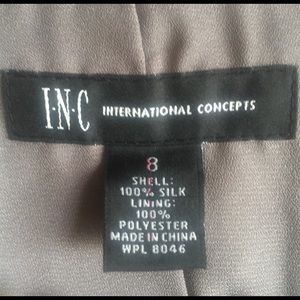 I·N·C INTERNATIONAL CONCEPTS
8
SHELL:
100% SILK
LINING:
100%
POLYESTER
MADE IN CHINA
WPL 8046